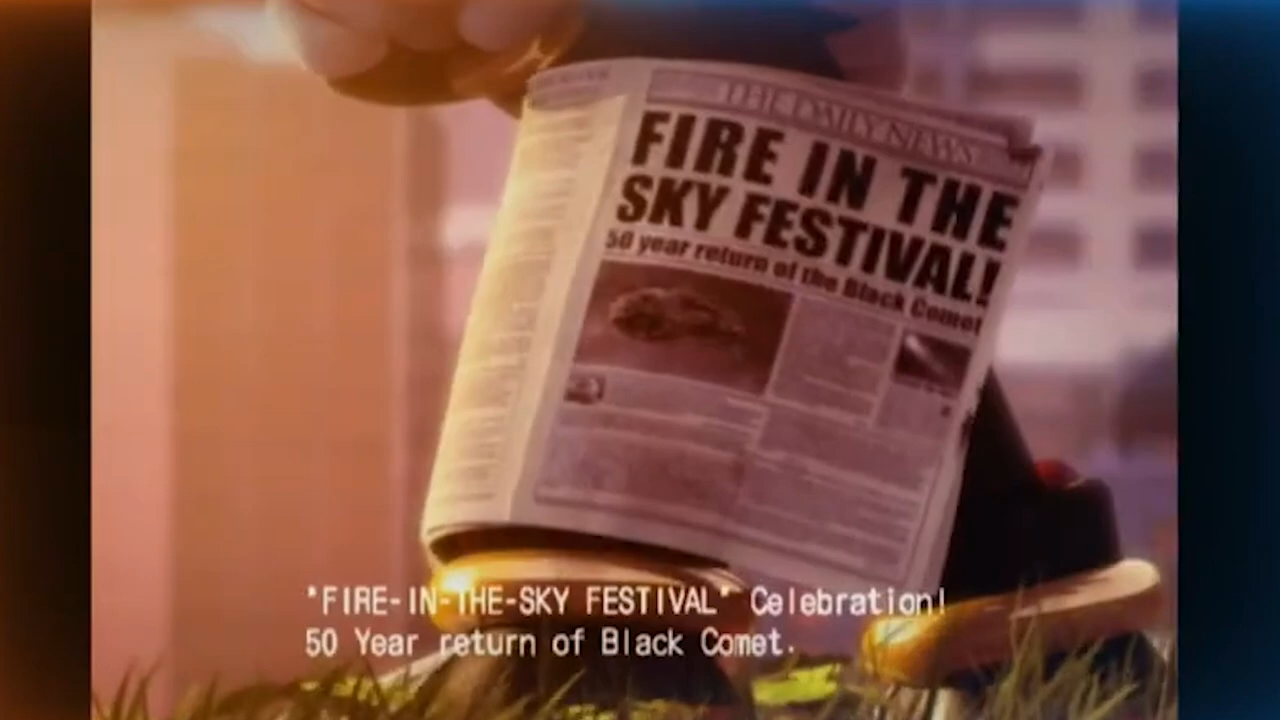 THE DAILY NEWS
FIRE IN THE
SKY FESTIVAL!
50 year return of the Black Comet
"FIRE-IN-THE-SKY FESTIVAL" Celebration!
50 Year return of Black Comet.